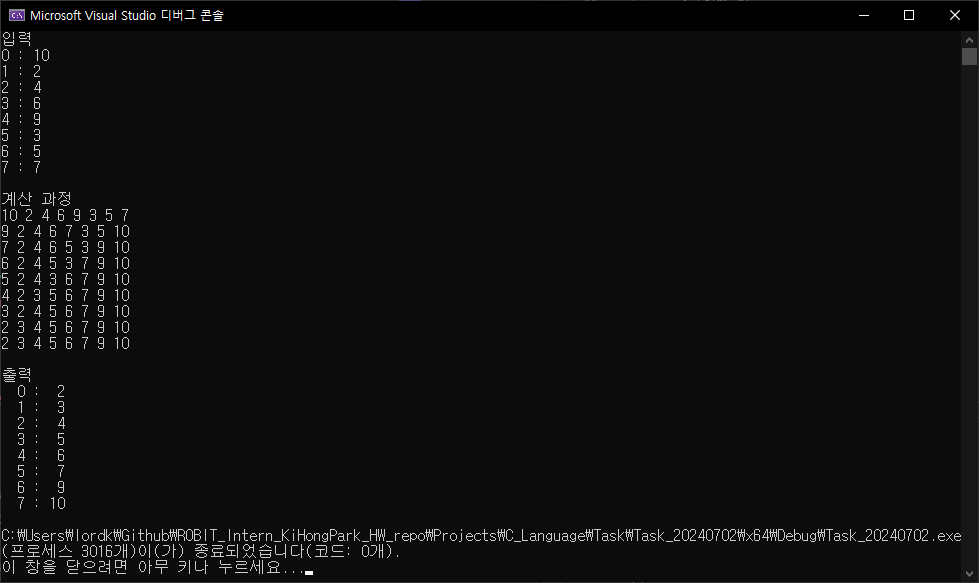 Microsoft Visual Studio 디버그 콘솔
입력
0 : 10
1 : 2
2 : 4
3 : 6
4 : 9
5 : 3
6 : 5
7 : 7
계산 과정
10 2 4 6 9 3 5 7
9 2 4 6 7 3 5 10
7 2 4 6 5 3 9 10
6 2 4 5 3 7 9 10
5 2 4 3 6 7 9 10
4 2 3 5 6 7 9 10
3 2 4 5 6 7 9 10
2 3 4 5 6 7 9 10
2 3 4 5 6 7 9 10
출력
0 : 2
1 : 3
2 : 4
3 : 5
4 : 6
5 : 7
6 : 9
7 : 10
C:₩Users₩lordk₩Github₩ROBIT_Intern_KiHongPark_HW_repo₩Projects₩C_Language₩Task₩Task_20240702₩x64₩Debug₩Task_20240702.exe
(프로세스 3016개)이(가) 종료되었습니다(코드: 0개).
이 창을 닫으려면 아무 키나 누르세요...